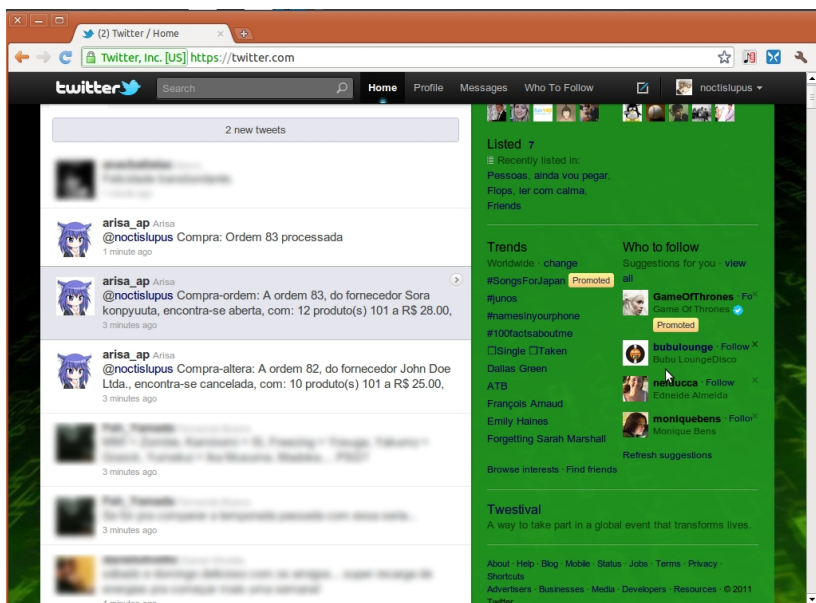 (2) Twitter / Home
Twitter, Inc. [US] https://twitter.com
twitter
Search
Home Profile Messages Who To Follow
noctislupus
2 new tweets
1 minute ago
arisa_ap Arisa
@noctislupus Compra: Ordem 83 processada
1 minute ago
arisa_ap Arisa
@noctislupus Compra-ordem: A ordem 83, do fornecedor Sora
konpyuuta, encontra-se aberta, com: 12 produto(s) 101 a R$ 28.00,
3 minutes ago
arisa_ap Arisa
@noctislupus Compra-altera: A ordem 82, do fornecedor John Doe
Ltda., encontra-se cancelada, com: 10 produto(s) 101 a R$ 25.00,
3 minutes ago
3 minutes ago
3 minutes ago
4 minutes ago
Listed 7
Recently listed in:
Pessoas, ainda vou pegar,
Flops, ler com calma,
Friends
Trends
Worldwide · change
#SongsForJapan Promoted
#junos
#namesinyourphone
#100factsaboutme
☐Single ☐Taken
Dallas Green
ATB
François Arnaud
Emily Haines
Forgetting Sarah Marshall
Browse interests · Find friends
Who to follow
Suggestions for you · view
all
GameOfThrones · Fo
Game Of Thrones
Promoted
bubulounge · Follow
Bubu LoungeDisco
· Follow
Edneide Almeida
moniquebens · Follow
Monique Bens
Refresh suggestions
Twestival
A way to take part in a global event that transforms lives.
About · Help · Blog · Mobile · Status · Jobs · Terms · Privacy ·
Shortcuts
Advertisers · Businesses · Media · Developers · Resources · © 2011
Twitter